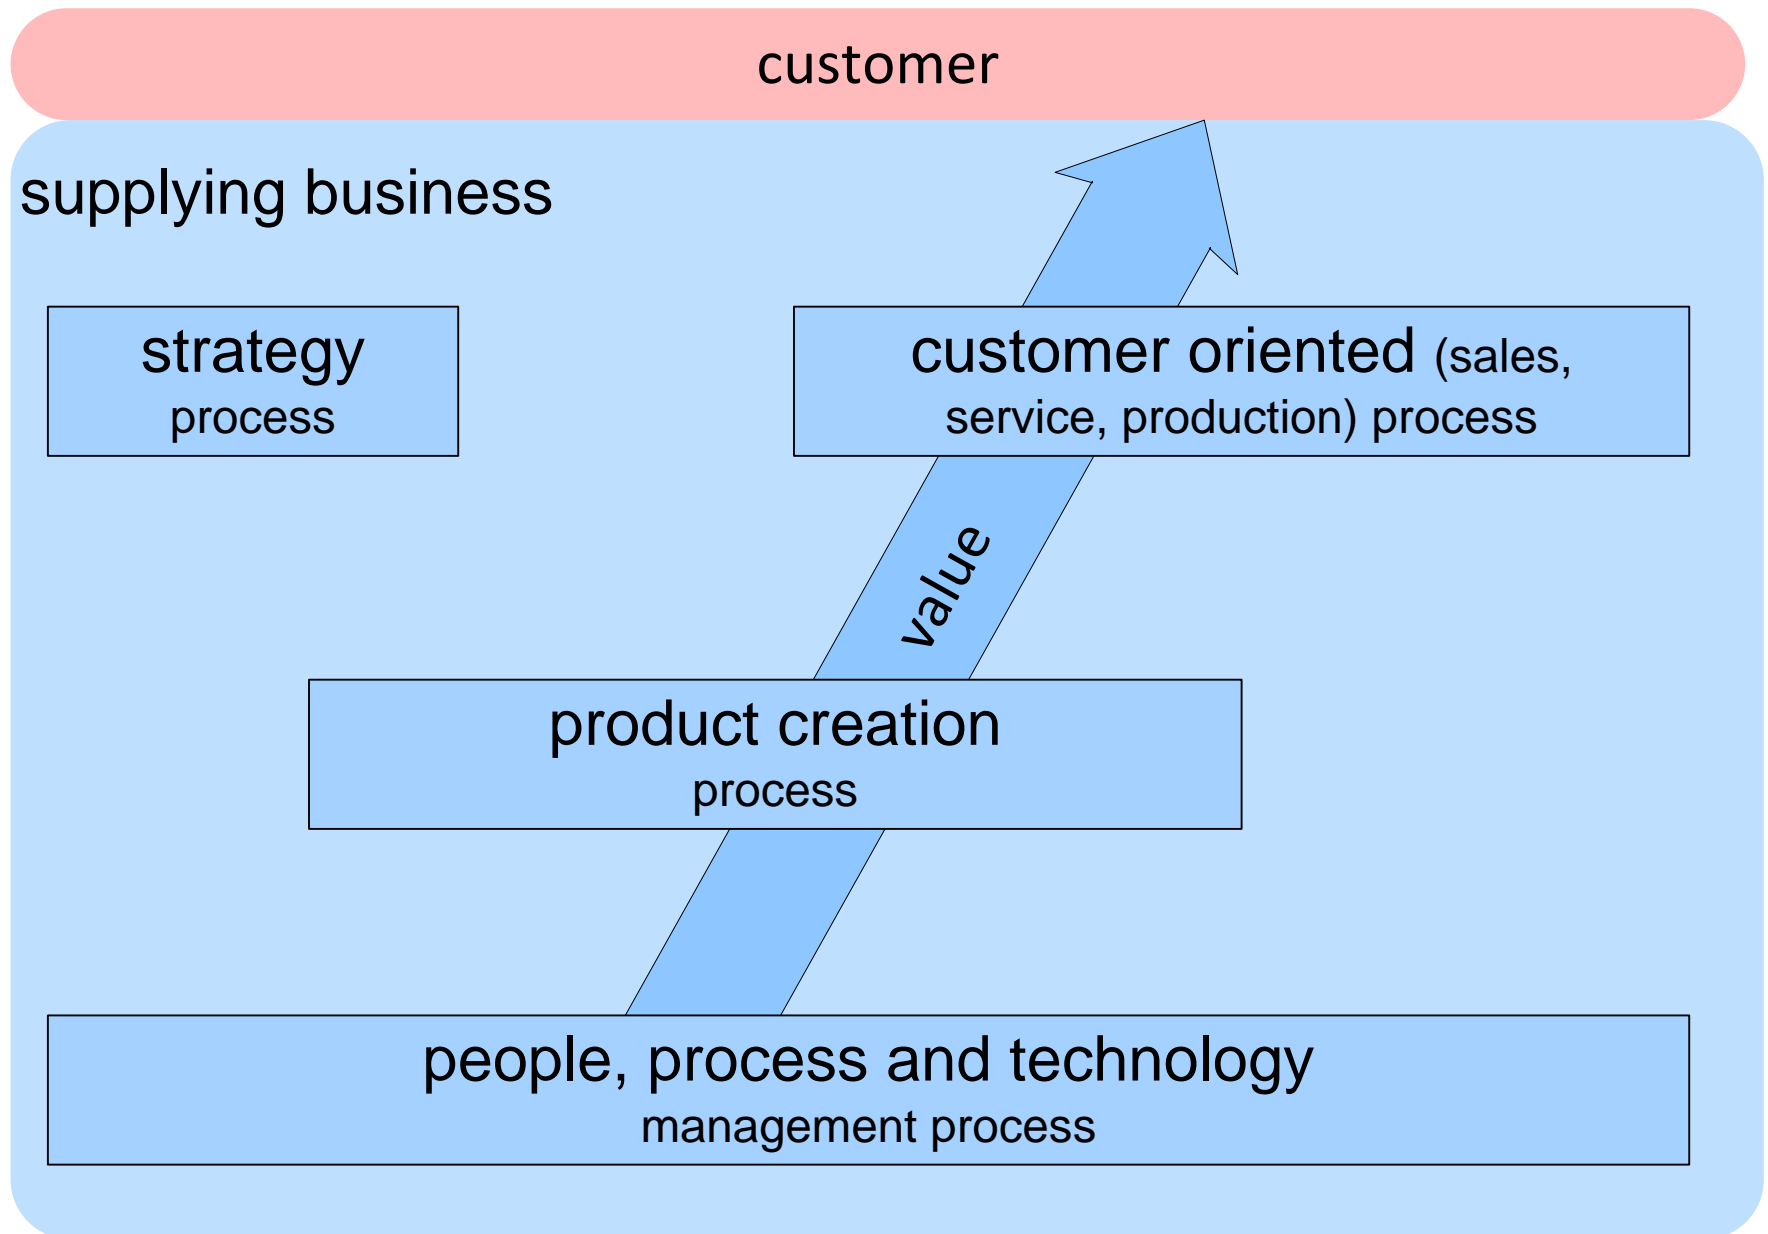 customer
supplying business
strategy
process
customer oriented (sales,
service, production) process
value
product creation
process
people, process and technology
management process